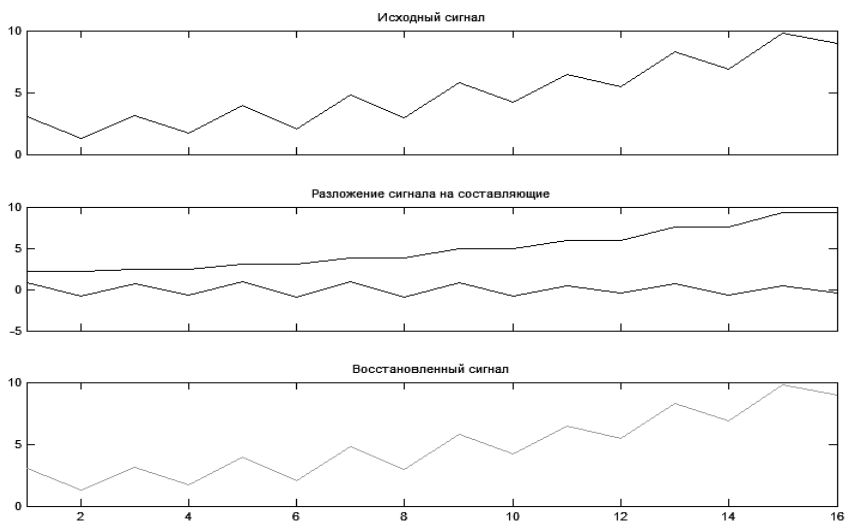 Исходный сигнал
10
5
0
Разложение сигнала на составляющие
10
5
0
-5
Восстановленный сигнал
10
5
0
2 4 6 8 10 12 14 16